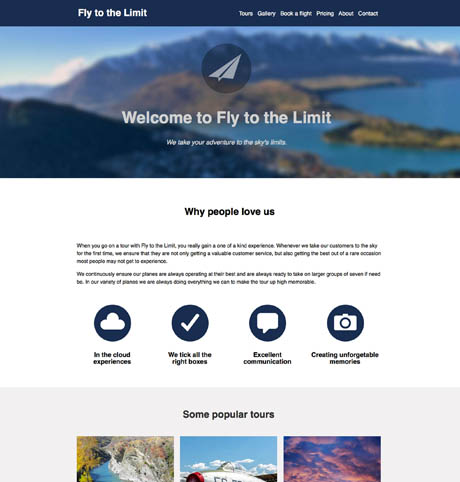 Fly to the Limit
Tours Gallery Book a flight Pricing About Contact
Welcome to Fly to the Limit
We take your adventure to the sky's limits.
Why people love us
When you go on a tour with Fly to the Limit, you really gain a one of a kind experience. Whenever we take our customers to the sky
for the first time, we ensure that they are not only getting a valuable customer service, but also getting the best out of a rare occasion
most people may not get to experience.
We continuously ensure our planes are always operating at their best and are always ready to take on larger groups of seven if need
be. In our variety of planes we are always doing everything we can to make the tour up high memorable.
In the cloud
experiences
We tick all the
right boxes
Excellent
communication
Creating unforgetable
memories
Some popular tours